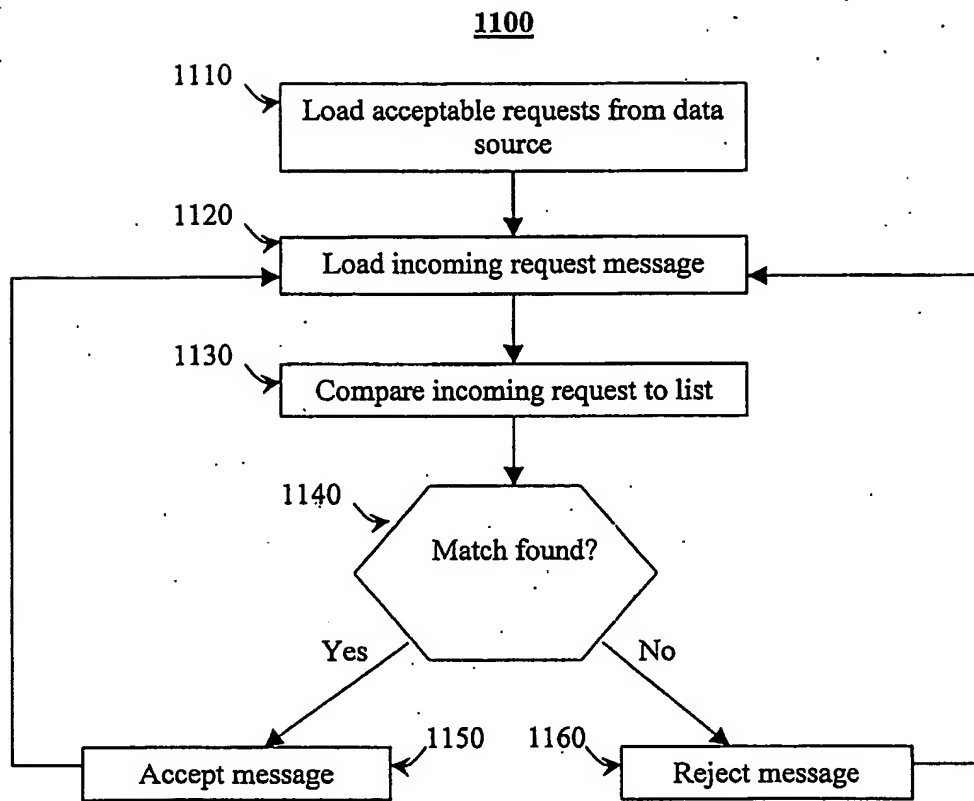 1100
1110
Load acceptable requests from data
source
1120
Load incoming request message
1130
Compare incoming request to list
1140
Match found?
Yes
No
1150
1160
Accept message
Reject message